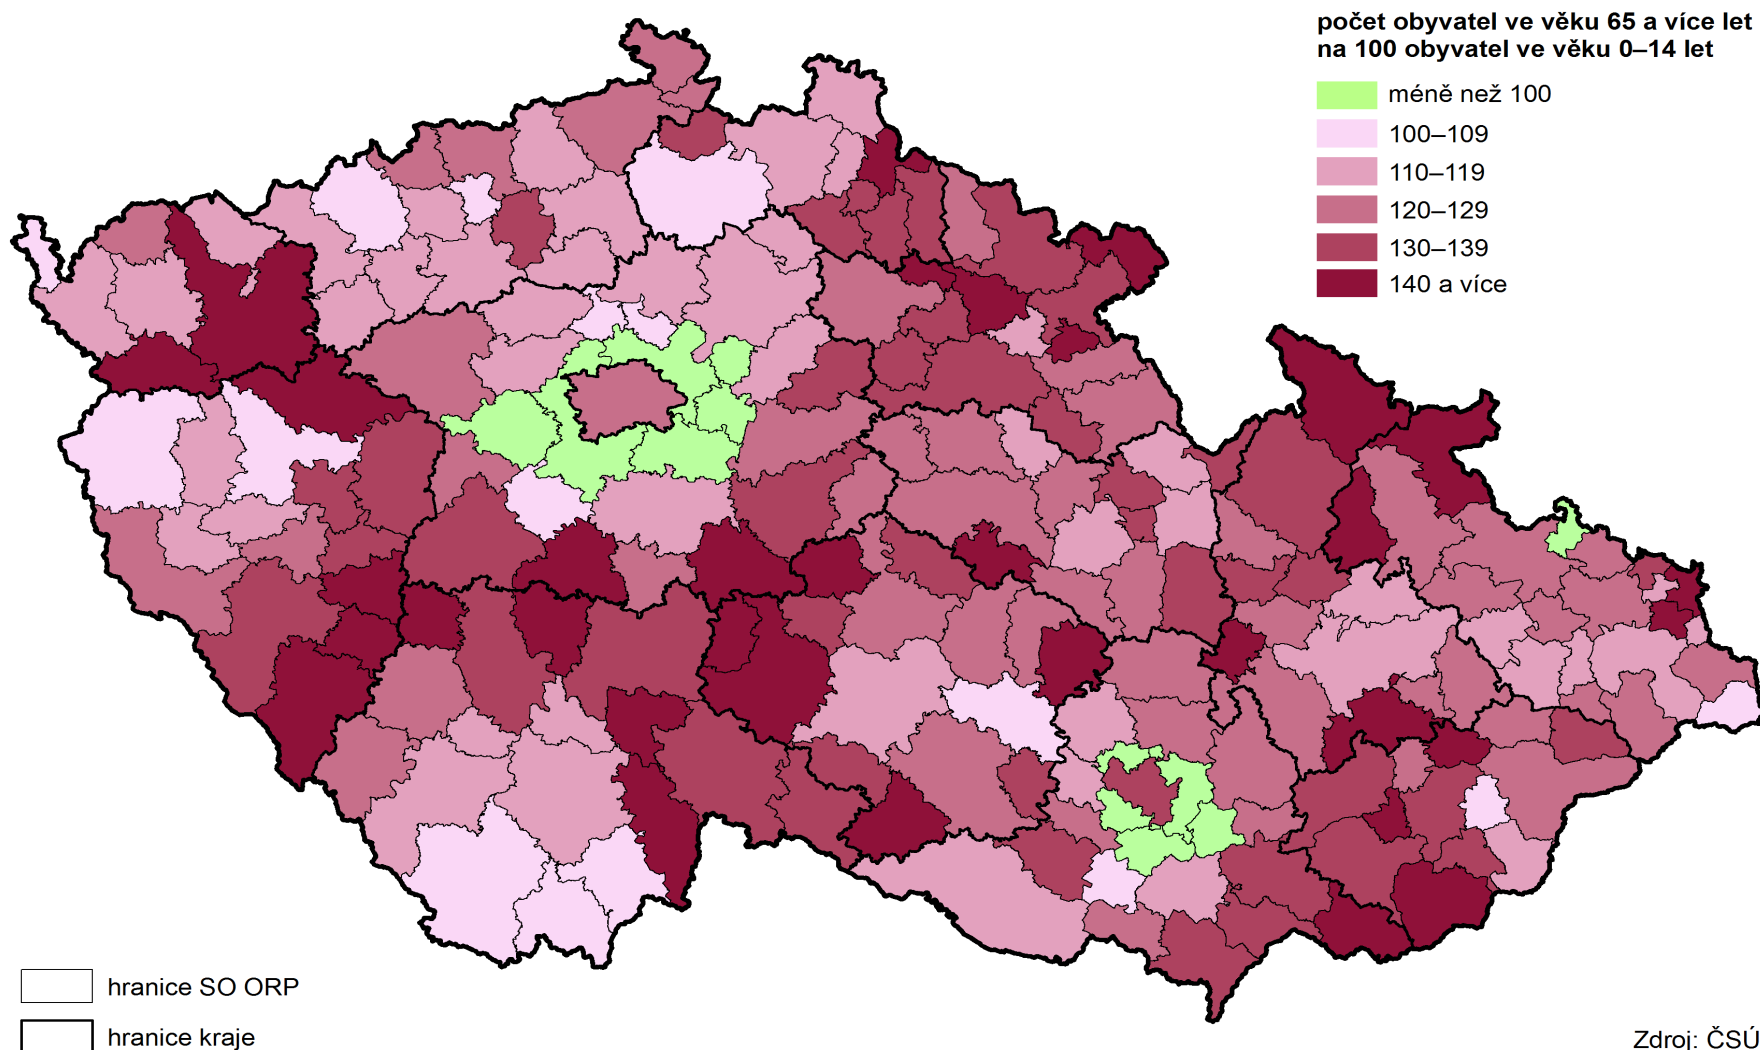 počet obyvatel ve věku 65 a více let
na 100 obyvatel ve věku 0–14 let
méně než 100
100–109
110–119
120–129
130–139
140 a více
hranice SO ORP
hranice kraje
Zdroj: ČSÚ